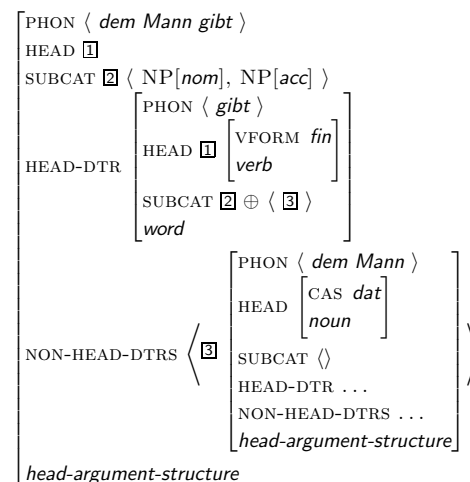 PHON ⟨ dem Mann gibt ⟩
HEAD 1
SUBCAT 2 ⟨ NP[nom], NP[acc] ⟩
PHON ⟨ gibt ⟩
HEAD 1 [VFORM fin
verb]
HEAD-DTR
SUBCAT 2 ⊕ ⟨ 3 ⟩
word
PHON ⟨ dem Mann ⟩
HEAD [CAS dat
noun]
NON-HEAD-DTRS ⟨ 3
SUBCAT ⟨⟩
HEAD-DTR ...
NON-HEAD-DTRS ...
head-argument-structure
⟩
head-argument-structure